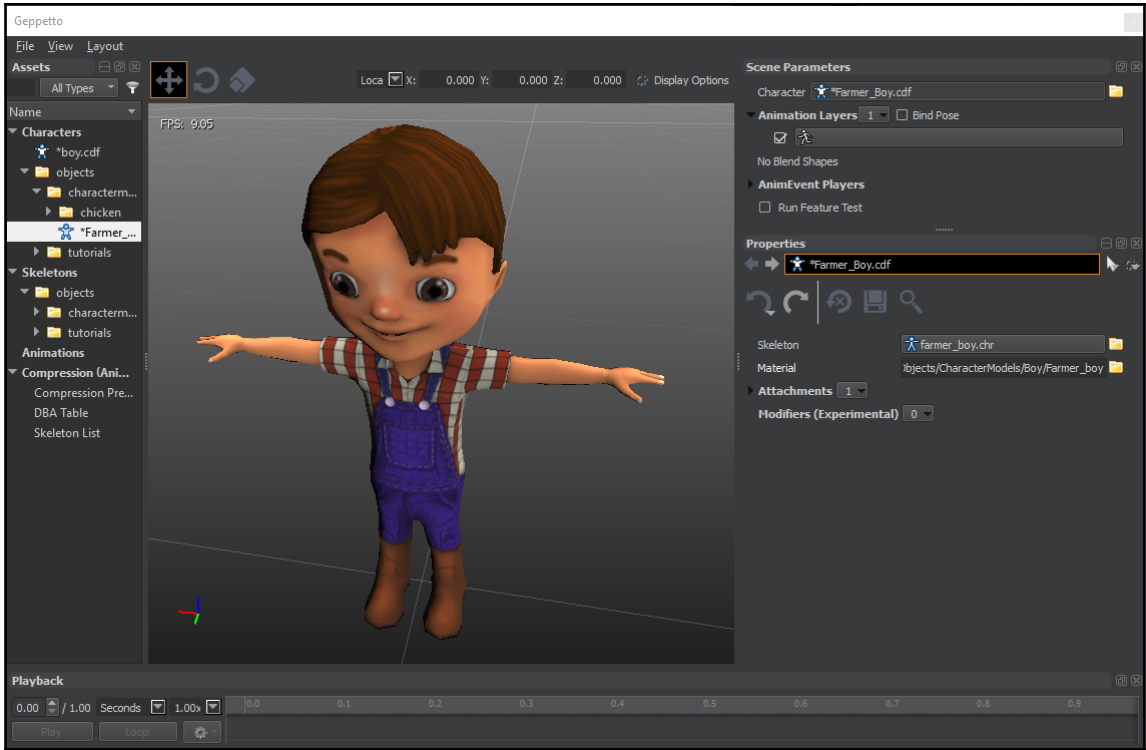 Geppetto
File View Layout
Assets
All Types
Name
Characters
*boy.cdf
objects
characterm...
chicken
*Farmer_...
tutorials
Skeletons
objects
characterm...
tutorials
Animations
Compression (Ani...
Compression Pre...
DBA Table
Skeleton List
Loca X: 0.000 Y: 0.000 Z: 0.000 Display Options
FPS: 9.05
Scene Parameters
Character *Farmer_Boy.cdf
Animation Layers 1 Bind Pose
No Blend Shapes
AnimEvent Players
Run Feature Test
Properties
*Farmer_Boy.cdf
Skeleton farmer_boy.chr
Material Objects/CharacterModels/Boy/Farmer_boy
Attachments 1
Modifiers (Experimental) 0
Playback
0.00 / 1.00 Seconds 1.00x 0.0 0.1 0.2 0.3 0.4 0.5 0.6 0.7 0.8 0.9
Play Loop